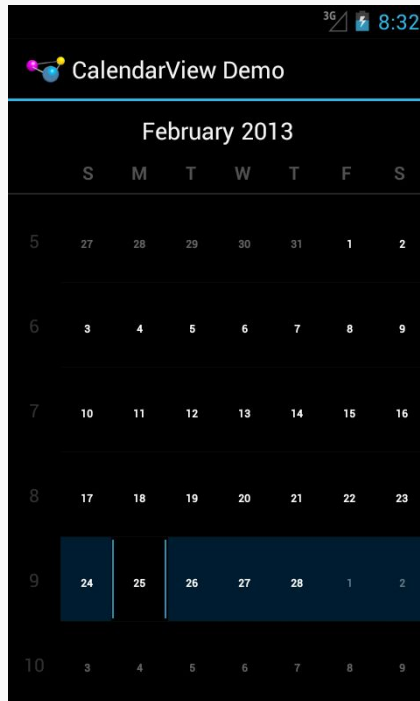 3G 8:32
CalendarView Demo
February 2013
S M T W T F S
5 27 28 29 30 31 1 2
6 3 4 5 6 7 8 9
7 10 11 12 13 14 15 16
8 17 18 19 20 21 22 23
9 24 25 26 27 28 1 2
10 3 4 5 6 7 8 9